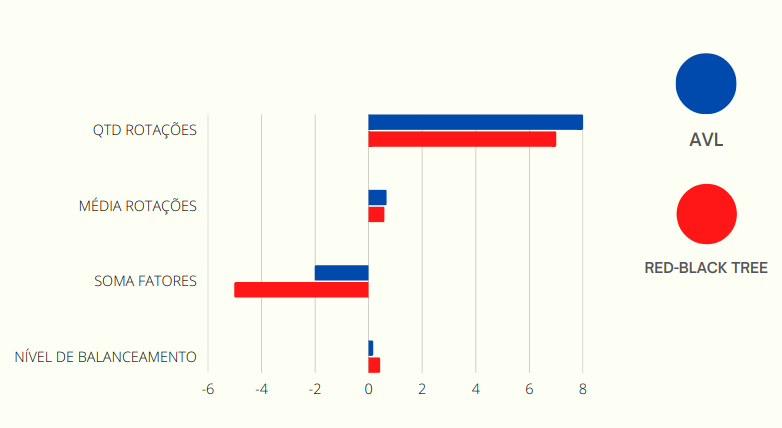 QTD ROTAÇÕES
MÉDIA ROTAÇÕES
SOMA FATORES
NÍVEL DE BALANCEAMENTO
-6 -4 -2 0 2 4 6 8
AVL
RED-BLACK TREE